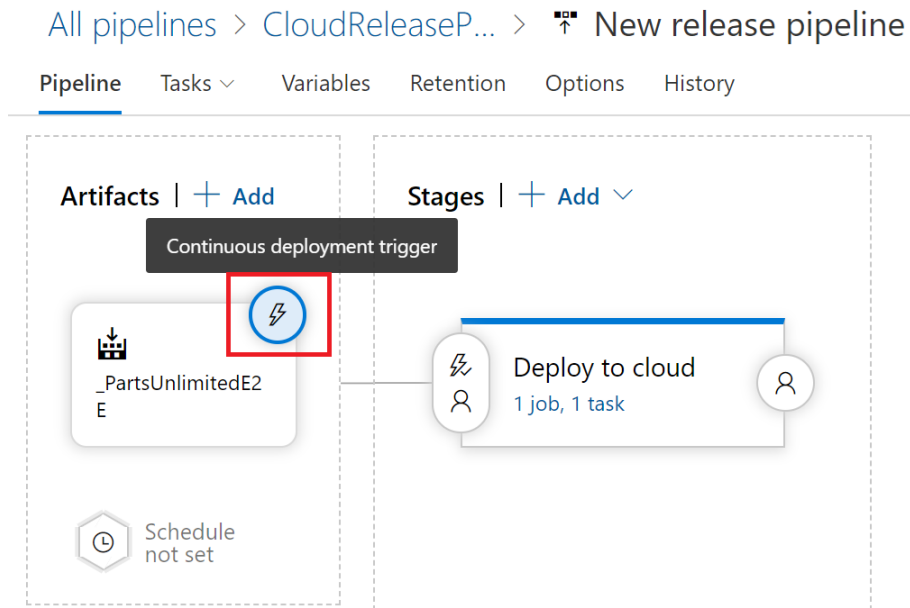 All pipelines > CloudReleaseP... > New release pipeline
Pipeline Tasks Variables Retention Options History
Artifacts | + Add
Stages | + Add
Continuous deployment trigger
_PartsUnlimitedE2
E
Deploy to cloud
1 job, 1 task
Schedule
not set